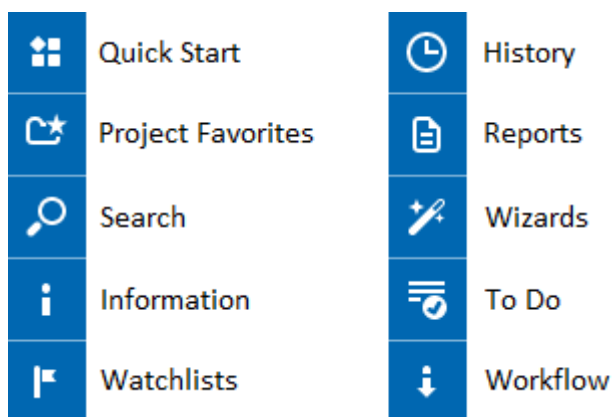 Quick Start
Project Favorites
Search
Information
Watchlists
History
Reports
Wizards
To Do
Workflow